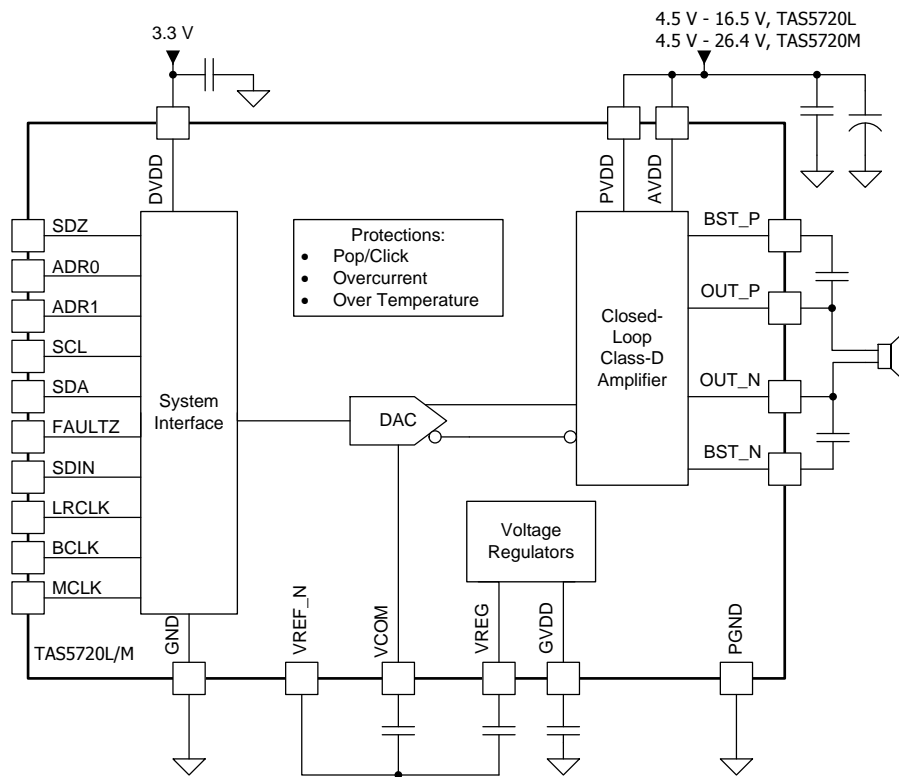 4.5 V - 16.5 V, TAS5720L
3.3 V
4.5 V - 26.4 V, TAS5720M
DVDD
PVDD
AVDD
SDZ
ADR0
ADR1
SCL
SDA
FAULTZ
SDIN
LRCLK
BCLK
MCLK
System
Interface
Protections:
• Pop/Click
• Overcurrent
• Over Temperature
DAC
Closed-
Loop
Class-D
Amplifier
BST_P
OUT_P
OUT_N
BST_N
Voltage
Regulators
TAS5720L/M
GND
VREF_N
VCOM
VREG
GVDD
PGND